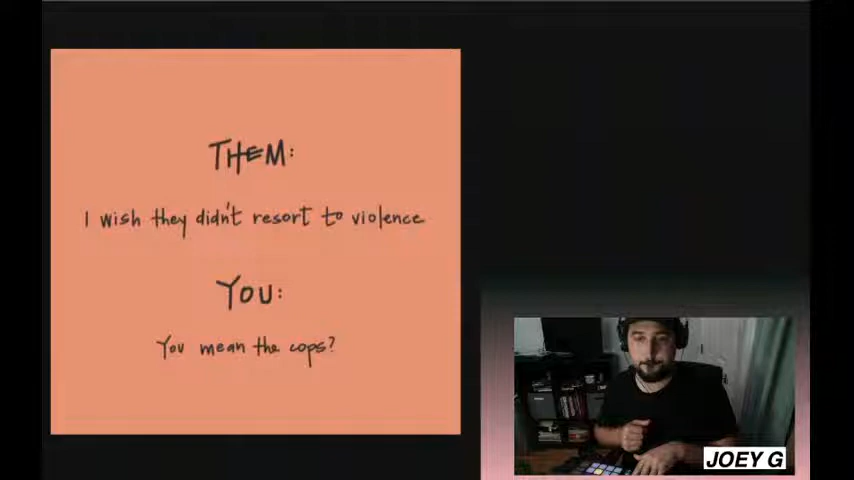 THEM:
I wish they didn't resort to violence
YOU:
You mean the cops?
JOEY G